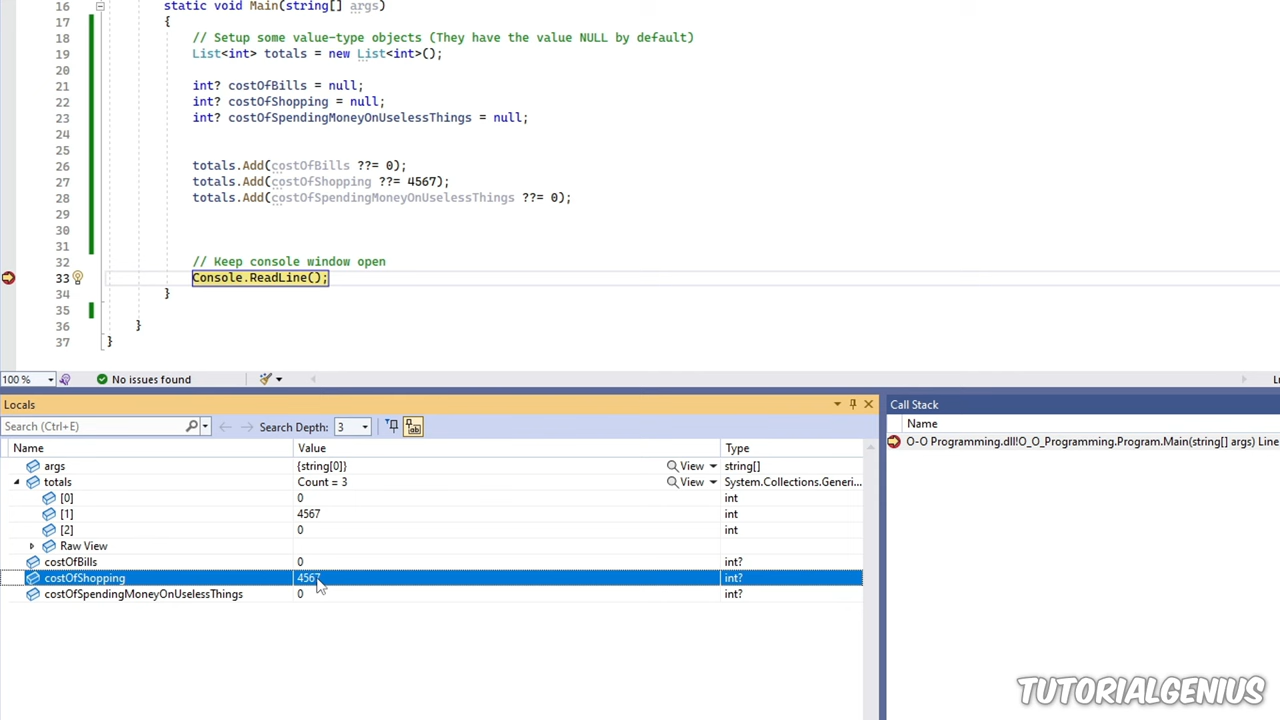 16 static void Main(string[] args)
17 {
18 // Setup some value-type objects (They have the value NULL by default)
19 List<int> totals = new List<int>();
20
21 int? costOfBills = null;
22 int? costOfShopping = null;
23 int? costOfSpendingMoneyOnUselessThings = null;
24
25
26 totals.Add(costOfBills ??= 0);
27 totals.Add(costOfShopping ??= 4567);
28 totals.Add(costOfSpendingMoneyOnUselessThings ??= 0);
29
30
31
32 // Keep console window open
33 Console.ReadLine();
34 }
35
36 }
37 }
100 % No issues found
Locals
Search (Ctrl+E) Search Depth: 3
Name Value Type
args {string[0]} View string[]
totals Count = 3 View System.Collections.Generi...
[0] 0 int
[1] 4567 int
[2] 0 int
Raw View
costOfBills 0 int?
costOfShopping 4567 int?
costOfSpendingMoneyOnUselessThings 0 int?
Call Stack
Name
O-O Programming.dll!O_O_Programming.Program.Main(string[] args) Line
TUTORIALGENIUS